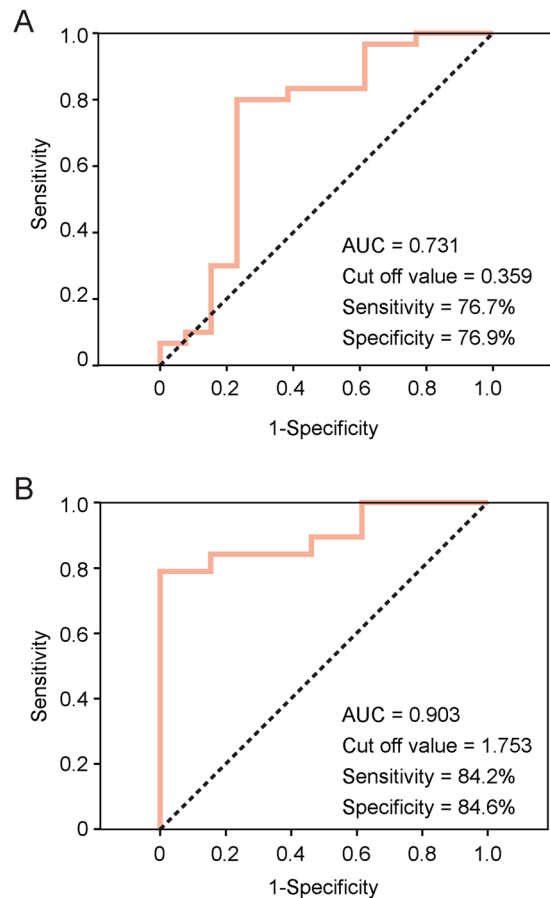 A
1.0
0.8
0.6
0.4
0.2
0
Sensitivity
AUC = 0.731
Cut off value = 0.359
Sensitivity = 76.7%
Specificity = 76.9%
0 0.2 0.4 0.6 0.8 1.0
1-Specificity
B
1.0
0.8
0.6
0.4
0.2
0
Sensitivity
AUC = 0.903
Cut off value = 1.753
Sensitivity = 84.2%
Specificity = 84.6%
0 0.2 0.4 0.6 0.8 1.0
1-Specificity